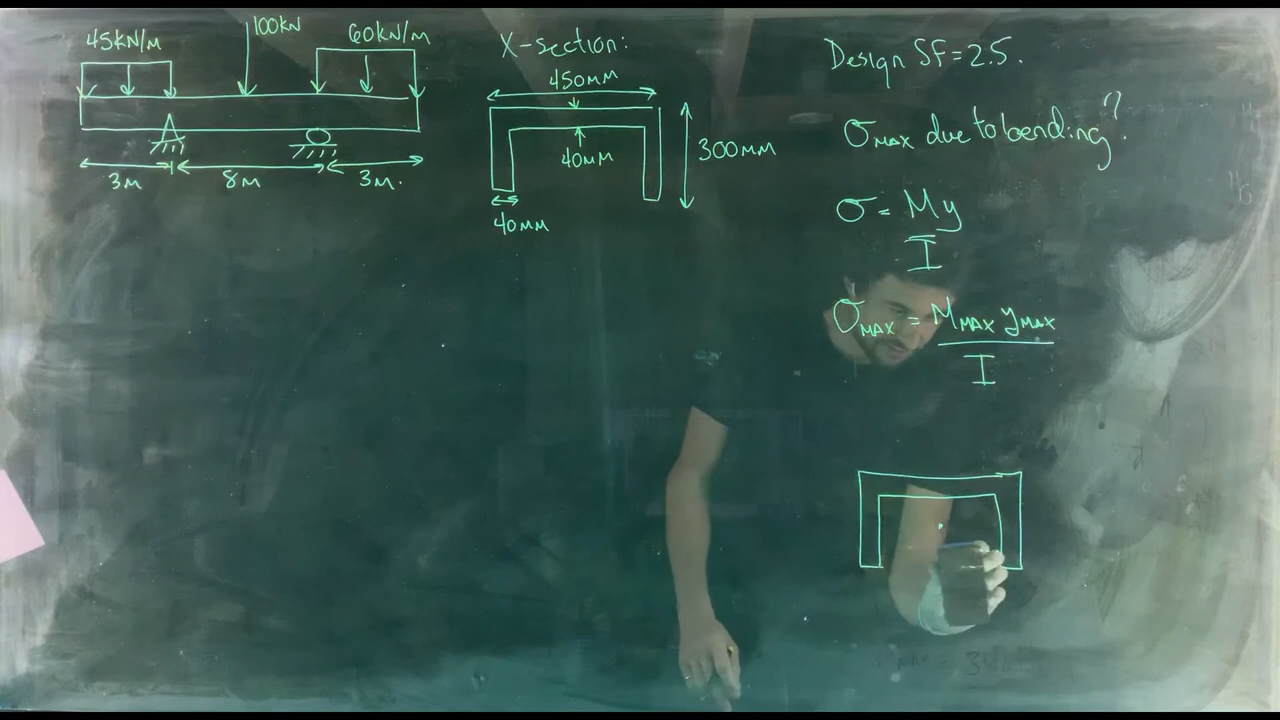 45kN/m
100kN
60kN/m
3m
8m
3m.
X-section:
450mm
40mm
300mm
40mm
Design SF=2.5.
σMAX due to bending?
σ = My
I
σMAX = MMAX yMAX
I